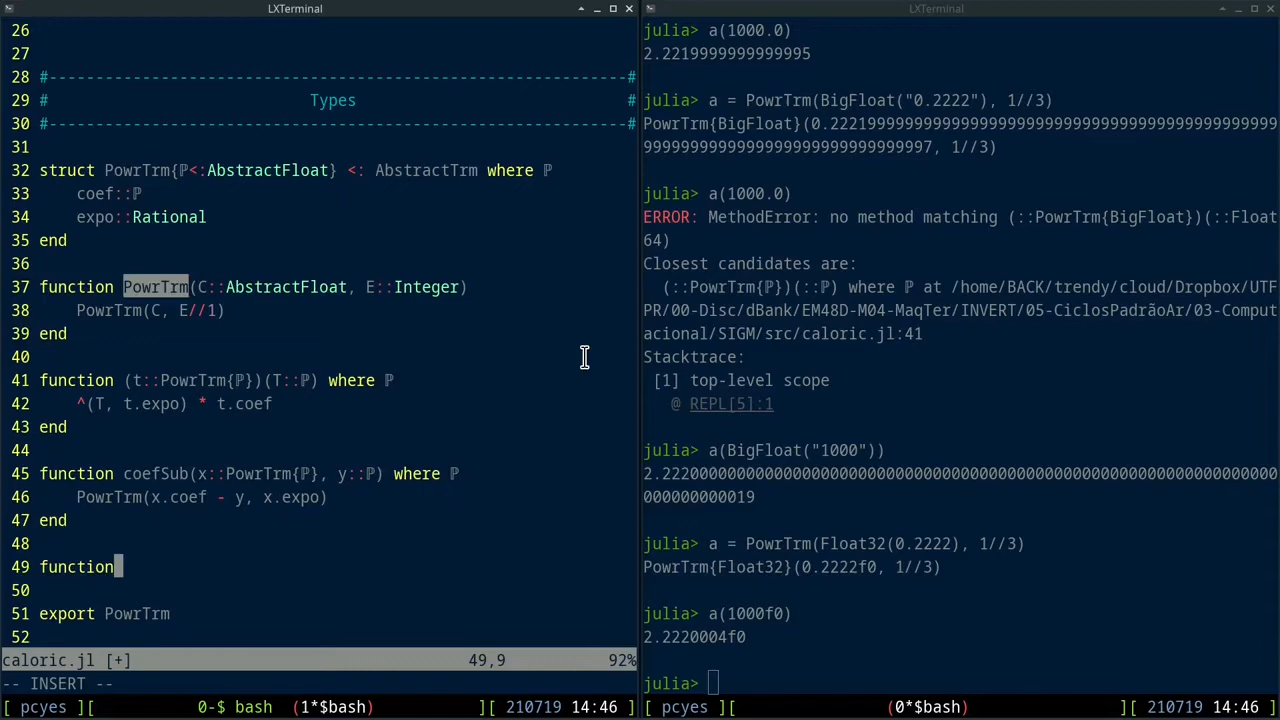 LXTerminal
26
27
28 #--------------------------------------------------------------#
29 # Types #
30 #--------------------------------------------------------------#
31
32 struct PowrTrm{ℙ<:AbstractFloat} <: AbstractTrm where ℙ
33     coef::ℙ
34     expo::Rational
35 end
36
37 function PowrTrm(C::AbstractFloat, E::Integer)
38     PowrTrm(C, E//1)
39 end
40
41 function (t::PowrTrm{ℙ})(T::ℙ) where ℙ
42     ^(T, t.expo) * t.coef
43 end
44
45 function coefSub(x::PowrTrm{ℙ}, y::ℙ) where ℙ
46     PowrTrm(x.coef - y, x.expo)
47 end
48
49 function
50
51 export PowrTrm
52
caloric.jl [+] 49,9 92%
-- INSERT --
[ pcyes ][ 0-$ bash (1*$bash) ][ 210719 14:46 ]
LXTerminal
julia> a(1000.0)
2.2219999999999995
julia> a = PowrTrm(BigFloat("0.2222"), 1//3)
PowrTrm{BigFloat}(0.22219999999999999999999999999999999999999999999999
9999999999999999999999999999997, 1//3)
julia> a(1000.0)
ERROR: MethodError: no method matching (::PowrTrm{BigFloat})(::Float
64)
Closest candidates are:
(::PowrTrm{ℙ})(::ℙ) where ℙ at /home/BACK/trendy/cloud/Dropbox/UTF
PR/00-Disc/dBank/EM48D-M04-MaqTer/INVERT/05-CiclosPadrãoAr/03-Comput
acional/SIGM/src/caloric.jl:41
Stacktrace:
[1] top-level scope
@ REPL[5]:1
julia> a(BigFloat("1000"))
2.222000000000000000000000000000000000000000000000000000000000000000
000000000019
julia> a = PowrTrm(Float32(0.2222), 1//3)
PowrTrm{Float32}(0.2222f0, 1//3)
julia> a(1000f0)
2.2220004f0
julia>
[ pcyes ][ (0*$bash) ][ 210719 14:46 ]